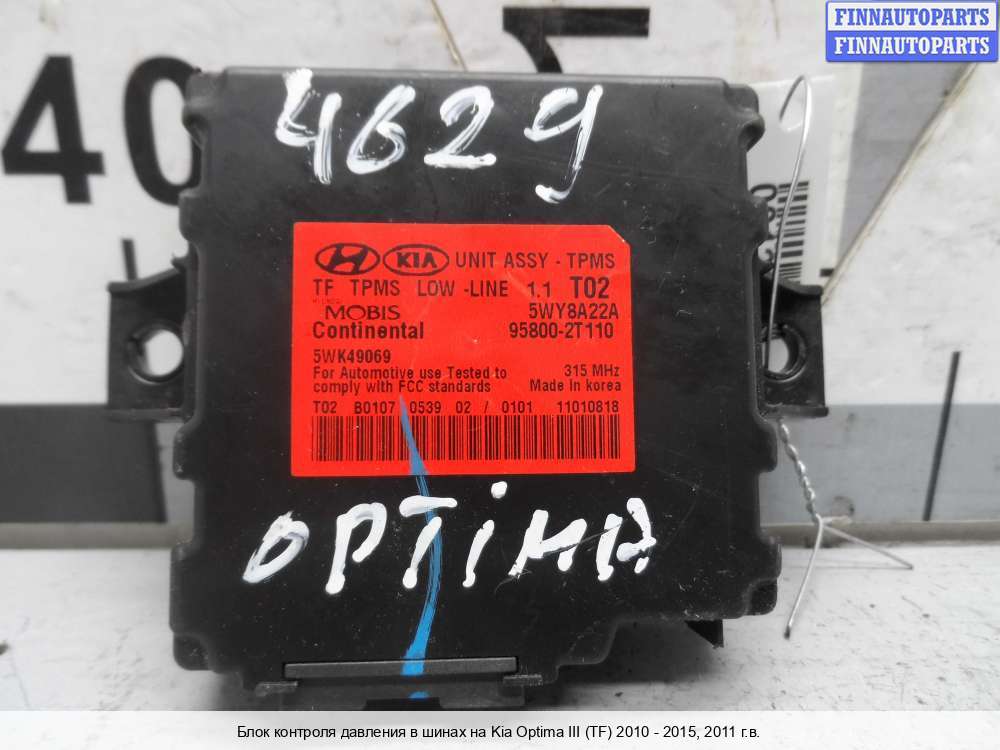 FINNAUTOPARTS
FINNAUTOPARTS
40
4629
KIA UNIT ASSY - TPMS
TF TPMS LOW -LINE 1.1 T02
HYUNDAI
MOBIS 5WY8A22A
Continental 95800-2T110
5WK49069
For Automotive use Tested to 315 MHz
comply with FCC standards Made in korea
T02 B0107 0539 02 / 0101 11010818
OPTiMA
Блок контроля давления в шинах на Kia Optima III (TF) 2010 - 2015, 2011 г.в.